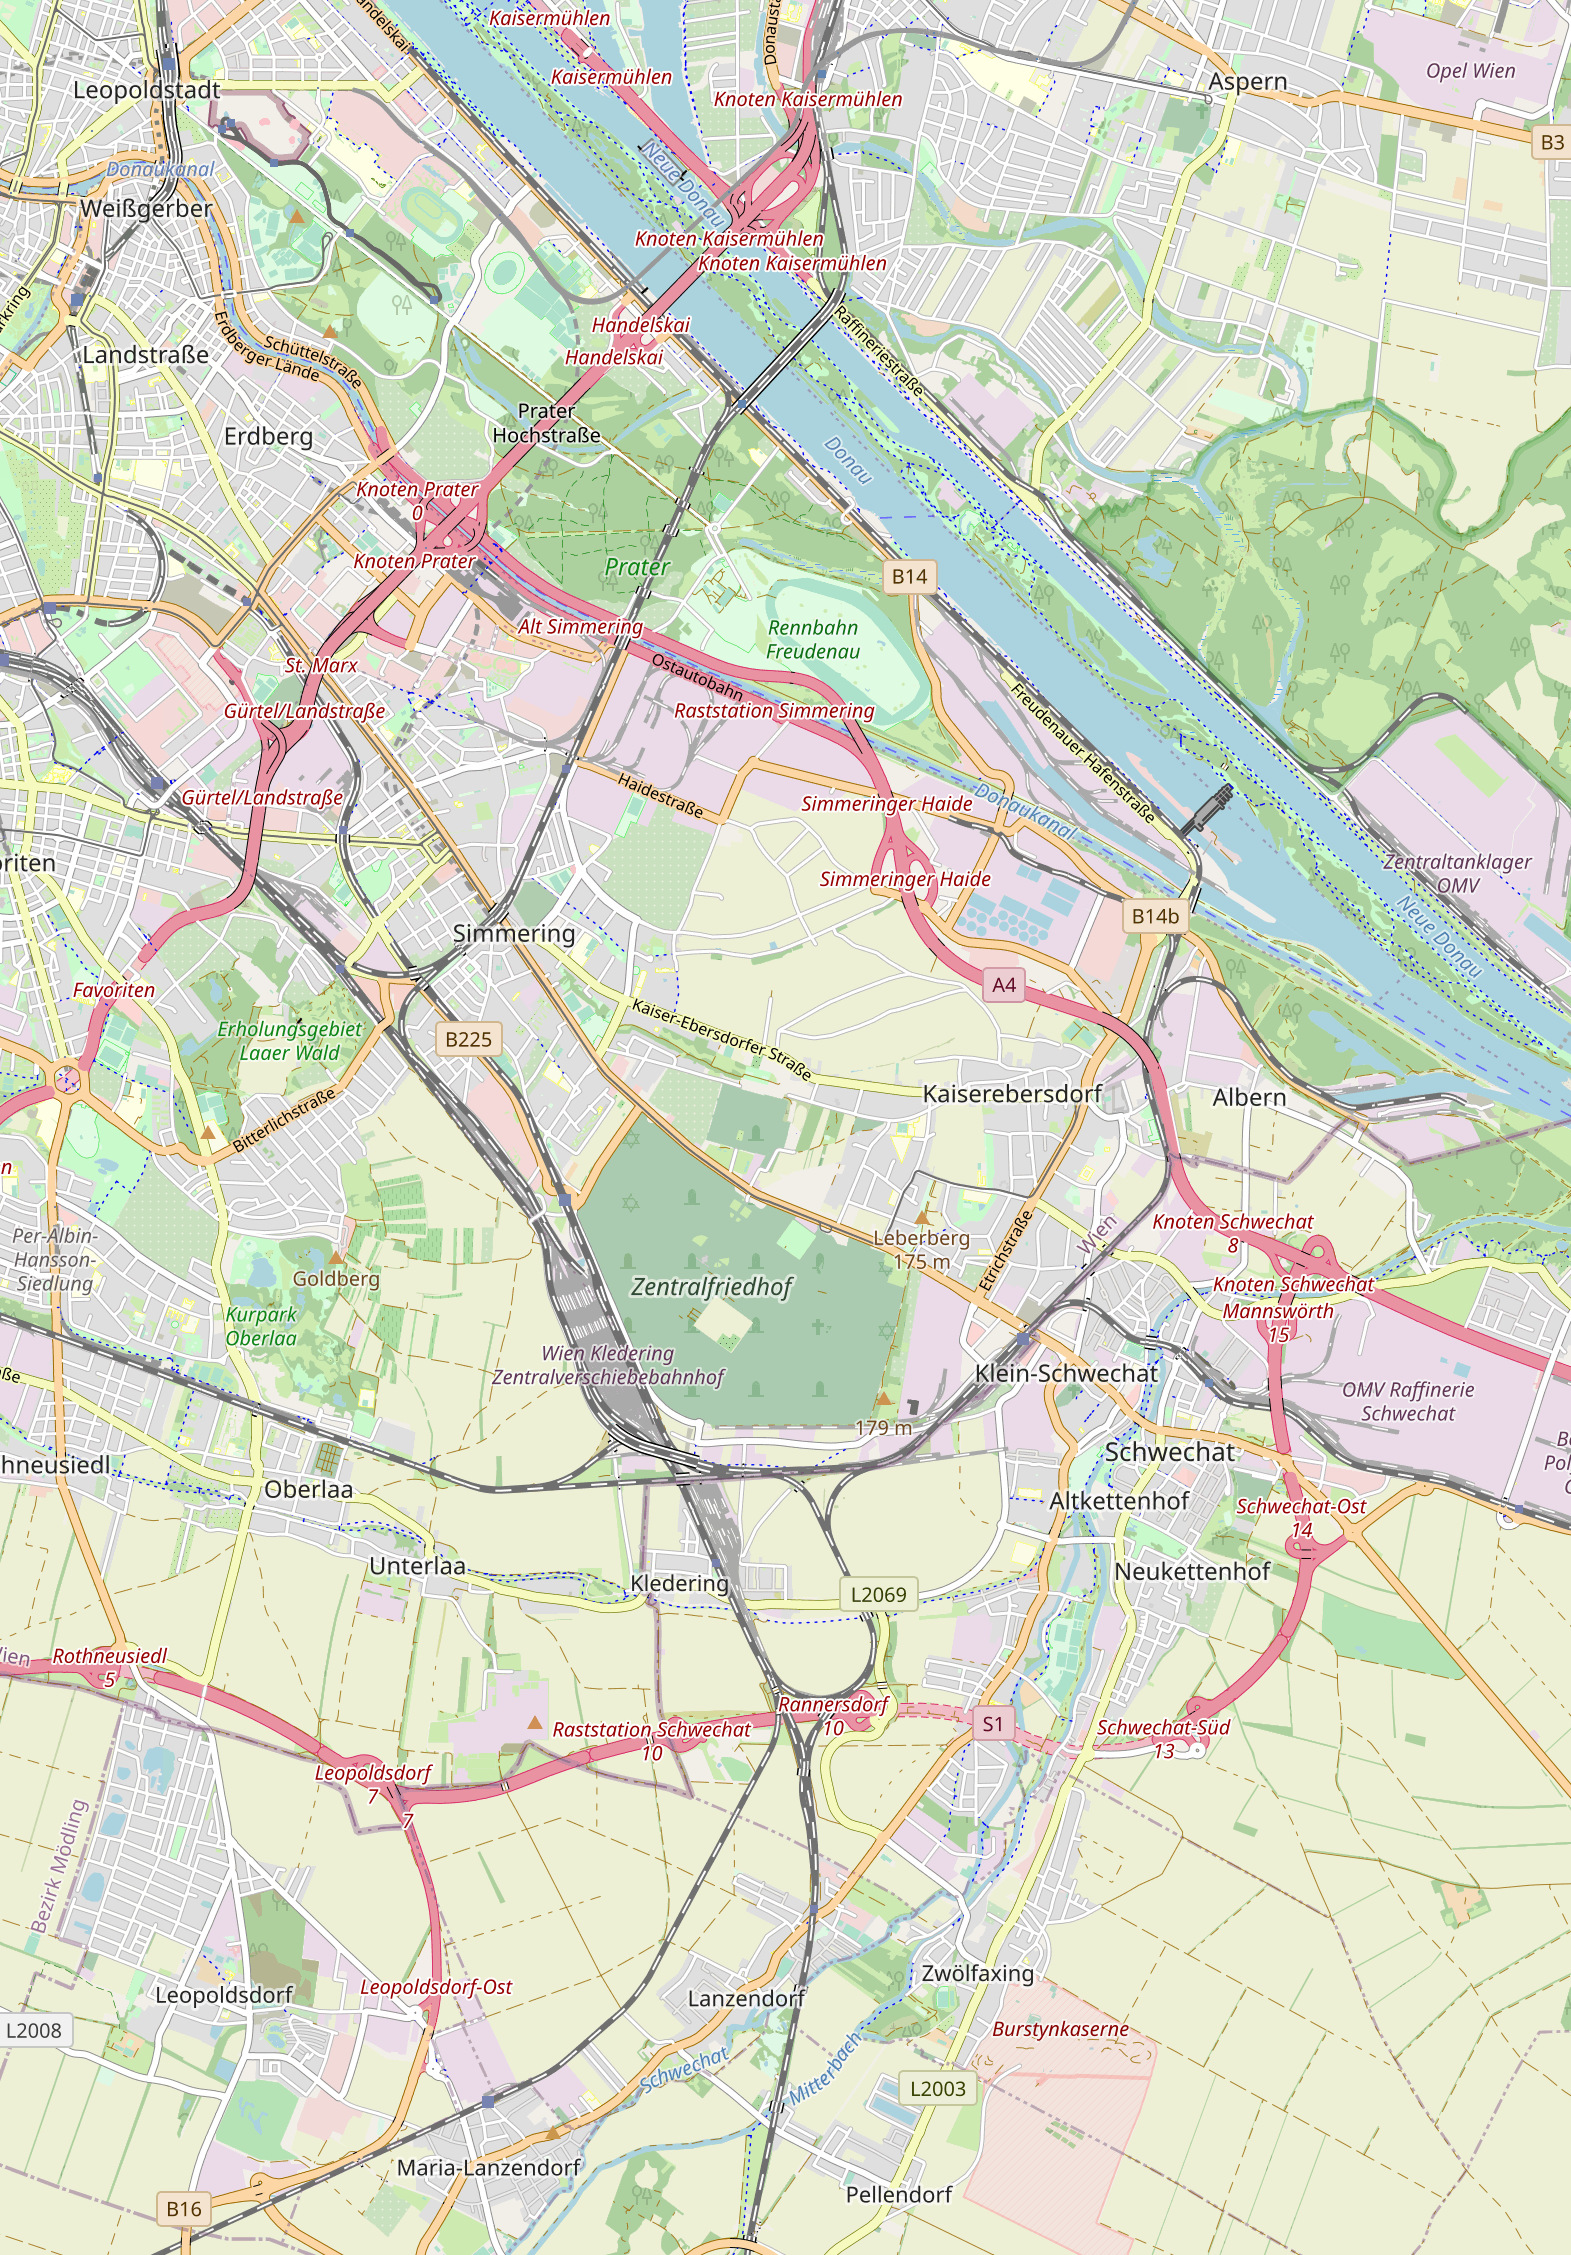 Kaisermühlen
Handelskai
Donausta
Kaisermühlen
Opel Wien
Aspern
Leopoldstadt
Knoten Kaisermühlen
B3
Donaukanal
Neue Donau
Weißgerber
Knoten Kaisermühlen
Knoten Kaisermühlen
arkring
Raffineriestraße
Handelskai
Schüttelstraße
Erdberger Lände
Landstraße
Handelskai
Prater
Hochstraße
Erdberg
Donau
Knoten Prater
0
Knoten Prater
Prater
B14
Alt Simmering
Rennbahn
Freudenau
St. Marx
Ostautobahn
Gürtel/Landstraße
Raststation Simmering
Freudenauer Hafenstraße
Haidestraße
Gürtel/Landstraße
Simmeringer Haide
Donaukanal
oriten
Zentraltanklager
OMV
Simmeringer Haide
B14b
Simmering
Neue Donau
Favoriten
A4
Erholungsgebiet
Laaer Wald
B225
Kaiser-Ebersdorfer Straße
Kaiserebersdorf
Albern
Bitterlichstraße
n
Per-Albin-
Hansson-
Siedlung
Knoten Schwechat
8
Wien
Leberberg
175 m
Etrichstraße
Goldberg
Zentralfriedhof
Knoten Schwechat
Kurpark
Oberlaa
Mannswörth
15
Wien Kledering
Zentralverschiebebahnhof
Klein-Schwechat
aße
OMV Raffinerie
Schwechat
179 m
Schwechat
hneusiedl
Oberlaa
Altkettenhof
Schwechat-Ost
14
Unterlaa
Neukettenhof
Kledering
L2069
Wien
Rothneusiedl
5
Rannersdorf
10
Raststation Schwechat
10
S1
Schwechat-Süd
13
Leopoldsdorf
7
7
Bezirk Mödling
Zwölfaxing
Leopoldsdorf-Ost
Leopoldsdorf
Lanzendorf
L2008
Burstynkaserne
Schwechat
Mitterbach
L2003
Maria-Lanzendorf
Pellendorf
B16